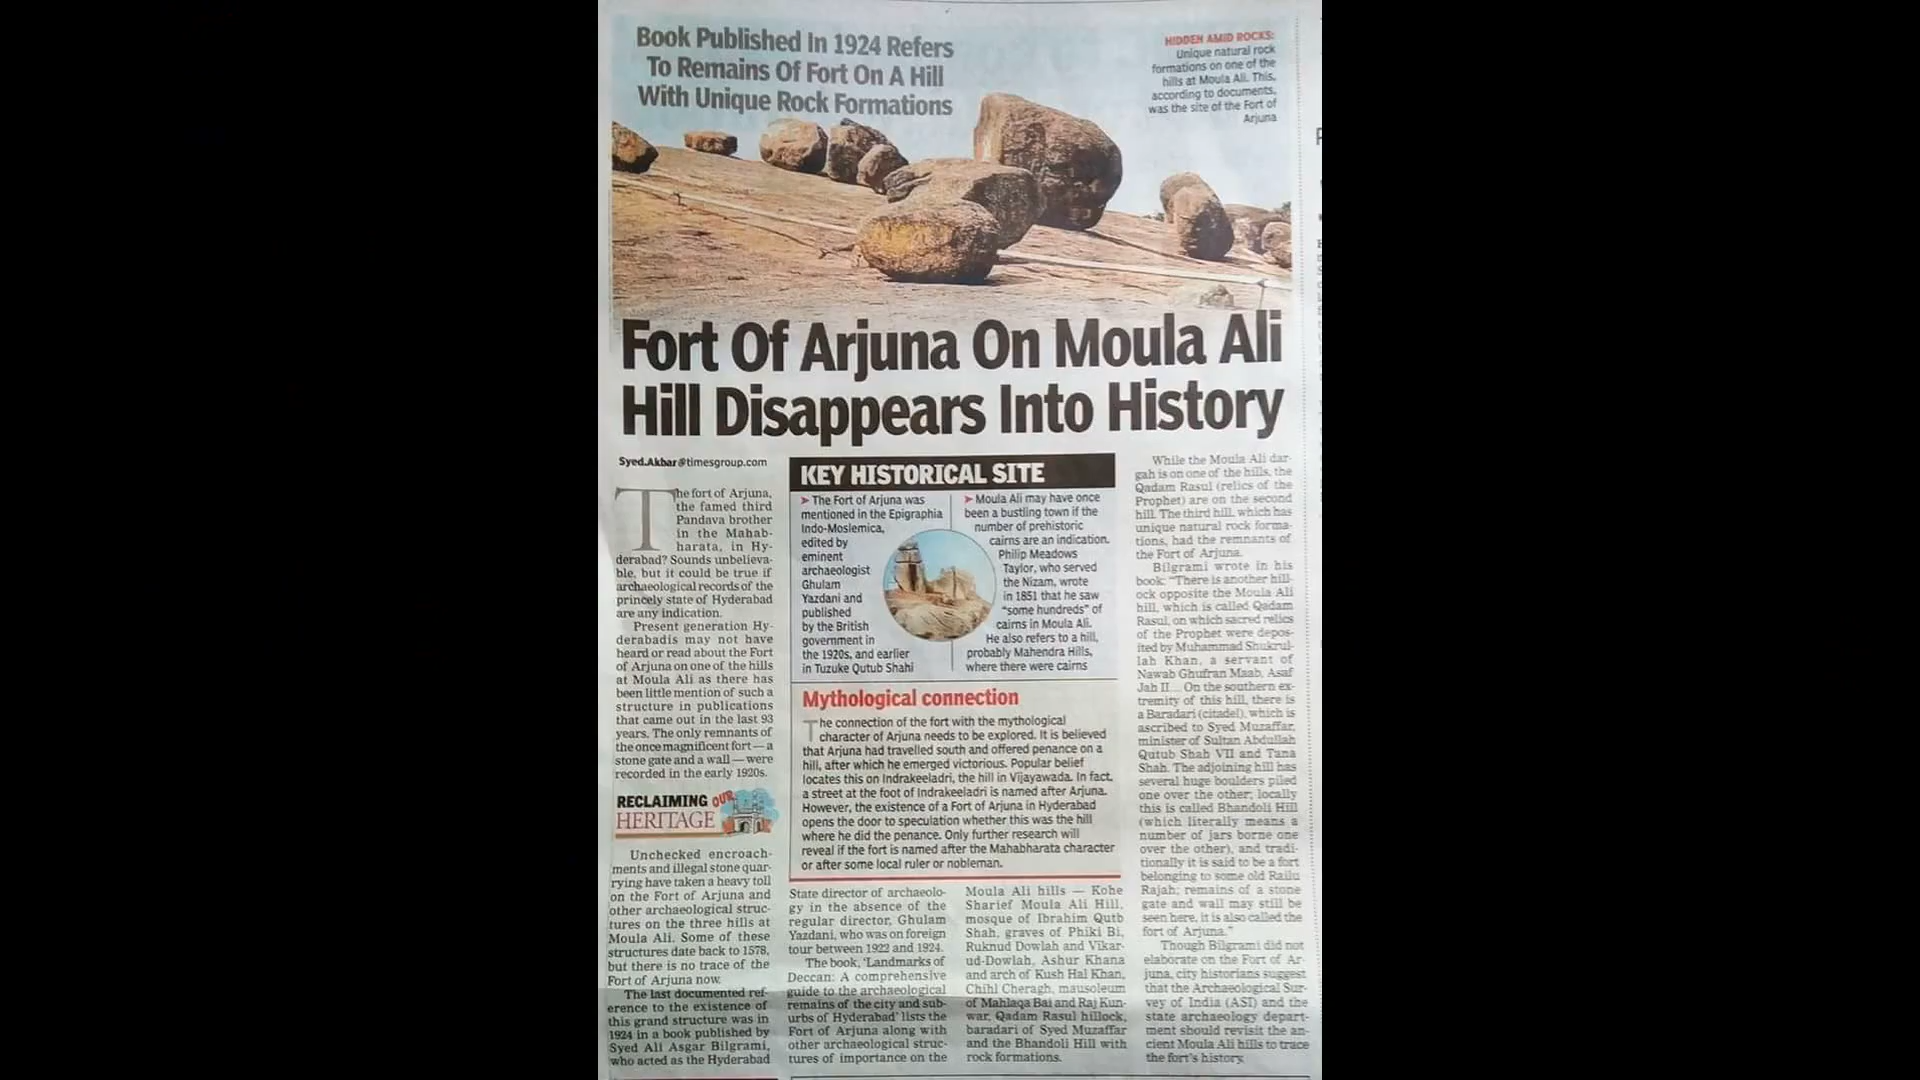 Book Published In 1924 Refers
To Remains Of Fort On A Hill
With Unique Rock Formations
HIDDEN AMID ROCKS:
Unique natural rock
formations on one of the
hills at Moula Ali. This,
according to documents,
was the site of the Fort of
Arjuna
Fort Of Arjuna On Moula Ali
Hill Disappears Into History
Syed.Akbar@timesgroup.com
The fort of Arjuna,
the famed third
Pandava brother
in the Mahab-
harata, in Hy-
derabad? Sounds unbelieva-
ble, but it could be true if
archaeological records of the
princely state of Hyderabad
are any indication.
Present generation Hy-
derabadis may not have
heard or read about the Fort
of Arjuna on one of the hills
at Moula Ali as there has
been little mention of such a
structure in publications
that came out in the last 93
years. The only remnants of
the once magnificent fort — a
stone gate and a wall — were
recorded in the early 1920s.
RECLAIMING OUR
HERITAGE
Unchecked encroach-
ments and illegal stone quar-
rying have taken a heavy toll
on the Fort of Arjuna and
other archaeological struc-
tures on the three hills at
Moula Ali. Some of these
structures date back to 1578,
but there is no trace of the
Fort of Arjuna now.
The last documented ref-
erence to the existence of
this grand structure was in
1924 in a book published by
Syed Ali Asgar Bilgrami,
who acted as the Hyderabad
KEY HISTORICAL SITE
➤ The Fort of Arjuna was
mentioned in the Epigraphia
Indo-Moslemica,
edited by
eminent
archaeologist
Ghulam
Yazdani and
published
by the British
government in
the 1920s, and earlier
in Tuzuke Qutub Shahi
➤ Moula Ali may have once
been a bustling town if the
number of prehistoric
cairns are an indication.
Philip Meadows
Taylor, who served
the Nizam, wrote
in 1851 that he saw
"some hundreds" of
cairns in Moula Ali.
He also refers to a hill,
probably Mahendra Hills,
where there were cairns
Mythological connection
The connection of the fort with the mythological
character of Arjuna needs to be explored. It is believed
that Arjuna had travelled south and offered penance on a
hill, after which he emerged victorious. Popular belief
locates this on Indrakeeladri, the hill in Vijayawada. In fact,
a street at the foot of Indrakeeladri is named after Arjuna.
However, the existence of a Fort of Arjuna in Hyderabad
opens the door to speculation whether this was the hill
where he did the penance. Only further research will
reveal if the fort is named after the Mahabharata character
or after some local ruler or nobleman.
State director of archaeolo-
gy in the absence of the
regular director, Ghulam
Yazdani, who was on foreign
tour between 1922 and 1924.
The book, 'Landmarks of
Deccan: A comprehensive
guide to the archaeological
remains of the city and sub-
urbs of Hyderabad' lists the
Fort of Arjuna along with
other archaeological struc-
tures of importance on the
Moula Ali hills — Kohe
Sharief Moula Ali Hill,
mosque of Ibrahim Qutb
Shah, graves of Phiki Bi,
Ruknud Dowlah and Vikar-
ud-Dowlah, Ashur Khana
and arch of Kush Hal Khan,
Chihl Cheragh, mausoleum
of Mahlaqa Bai and Raj Kun-
war, Qadam Rasul hillock,
baradari of Syed Muzaffar
and the Bhandoli Hill with
rock formations.
While the Moula Ali dar-
gah is on one of the hills, the
Qadam Rasul (relics of the
Prophet) are on the second
hill. The third hill, which has
unique natural rock forma-
tions, had the remnants of
the Fort of Arjuna.
Bilgrami wrote in his
book: "There is another hill-
ock opposite the Moula Ali
hill, which is called Qadam
Rasul, on which sacred relics
of the Prophet were depos-
ited by Muhammad Shukrul-
lah Khan, a servant of
Nawab Ghufran Maab, Asaf
Jah II... On the southern ex-
tremity of this hill, there is
a Baradari (citadel), which is
ascribed to Syed Muzaffar,
minister of Sultan Abdullah
Qutub Shah VII and Tana
Shah. The adjoining hill has
several huge boulders piled
one over the other; locally
this is called Bhandoli Hill
(which literally means a
number of jars borne one
over the other), and tradi-
tionally it is said to be a fort
belonging to some old Railu
Rajah; remains of a stone
gate and wall may still be
seen here, it is also called the
fort of Arjuna."
Though Bilgrami did not
elaborate on the Fort of Ar-
juna, city historians suggest
that the Archaeological Sur-
vey of India (ASI) and the
state archaeology depart-
ment should revisit the an-
cient Moula Ali hills to trace
the fort's history.